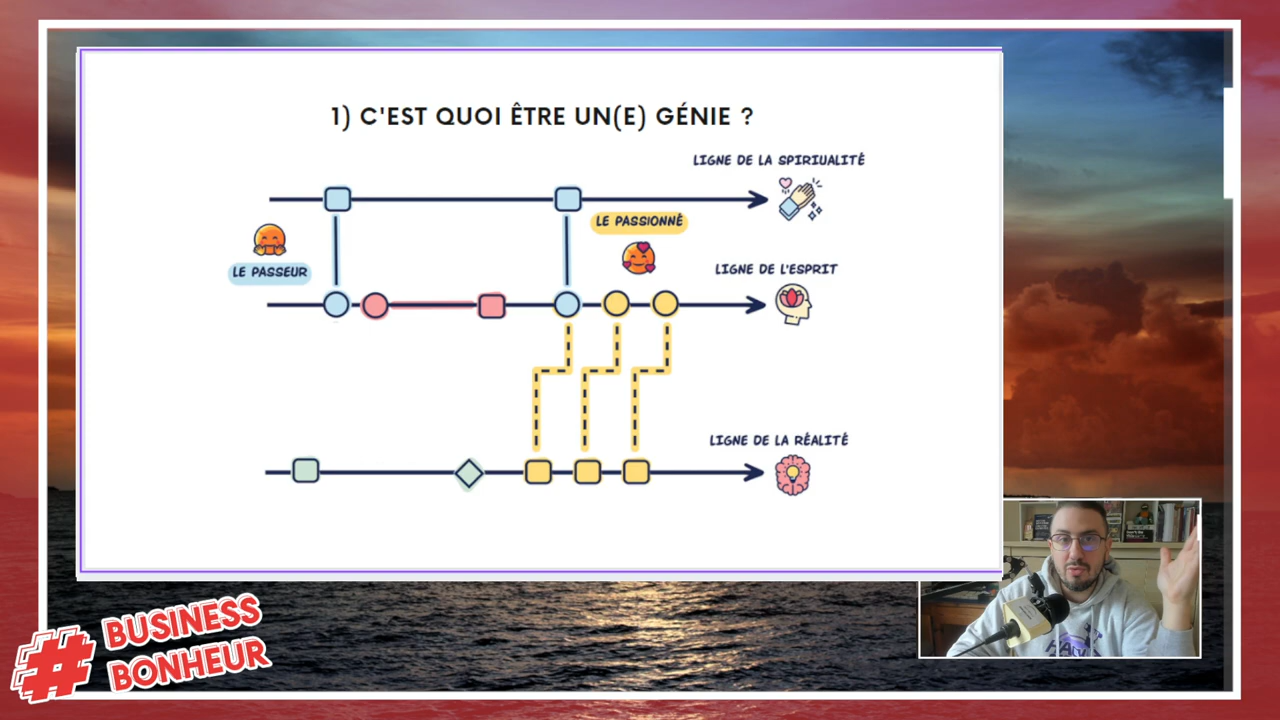 1) C'EST QUOI ÊTRE UN(E) GÉNIE ?
LIGNE DE LA SPIRIUALITÉ
LE PASSIONNÉ
LE PASSEUR
LIGNE DE L'ESPRIT
LIGNE DE LA RÉALITÉ
# BUSINESS
BONHEUR